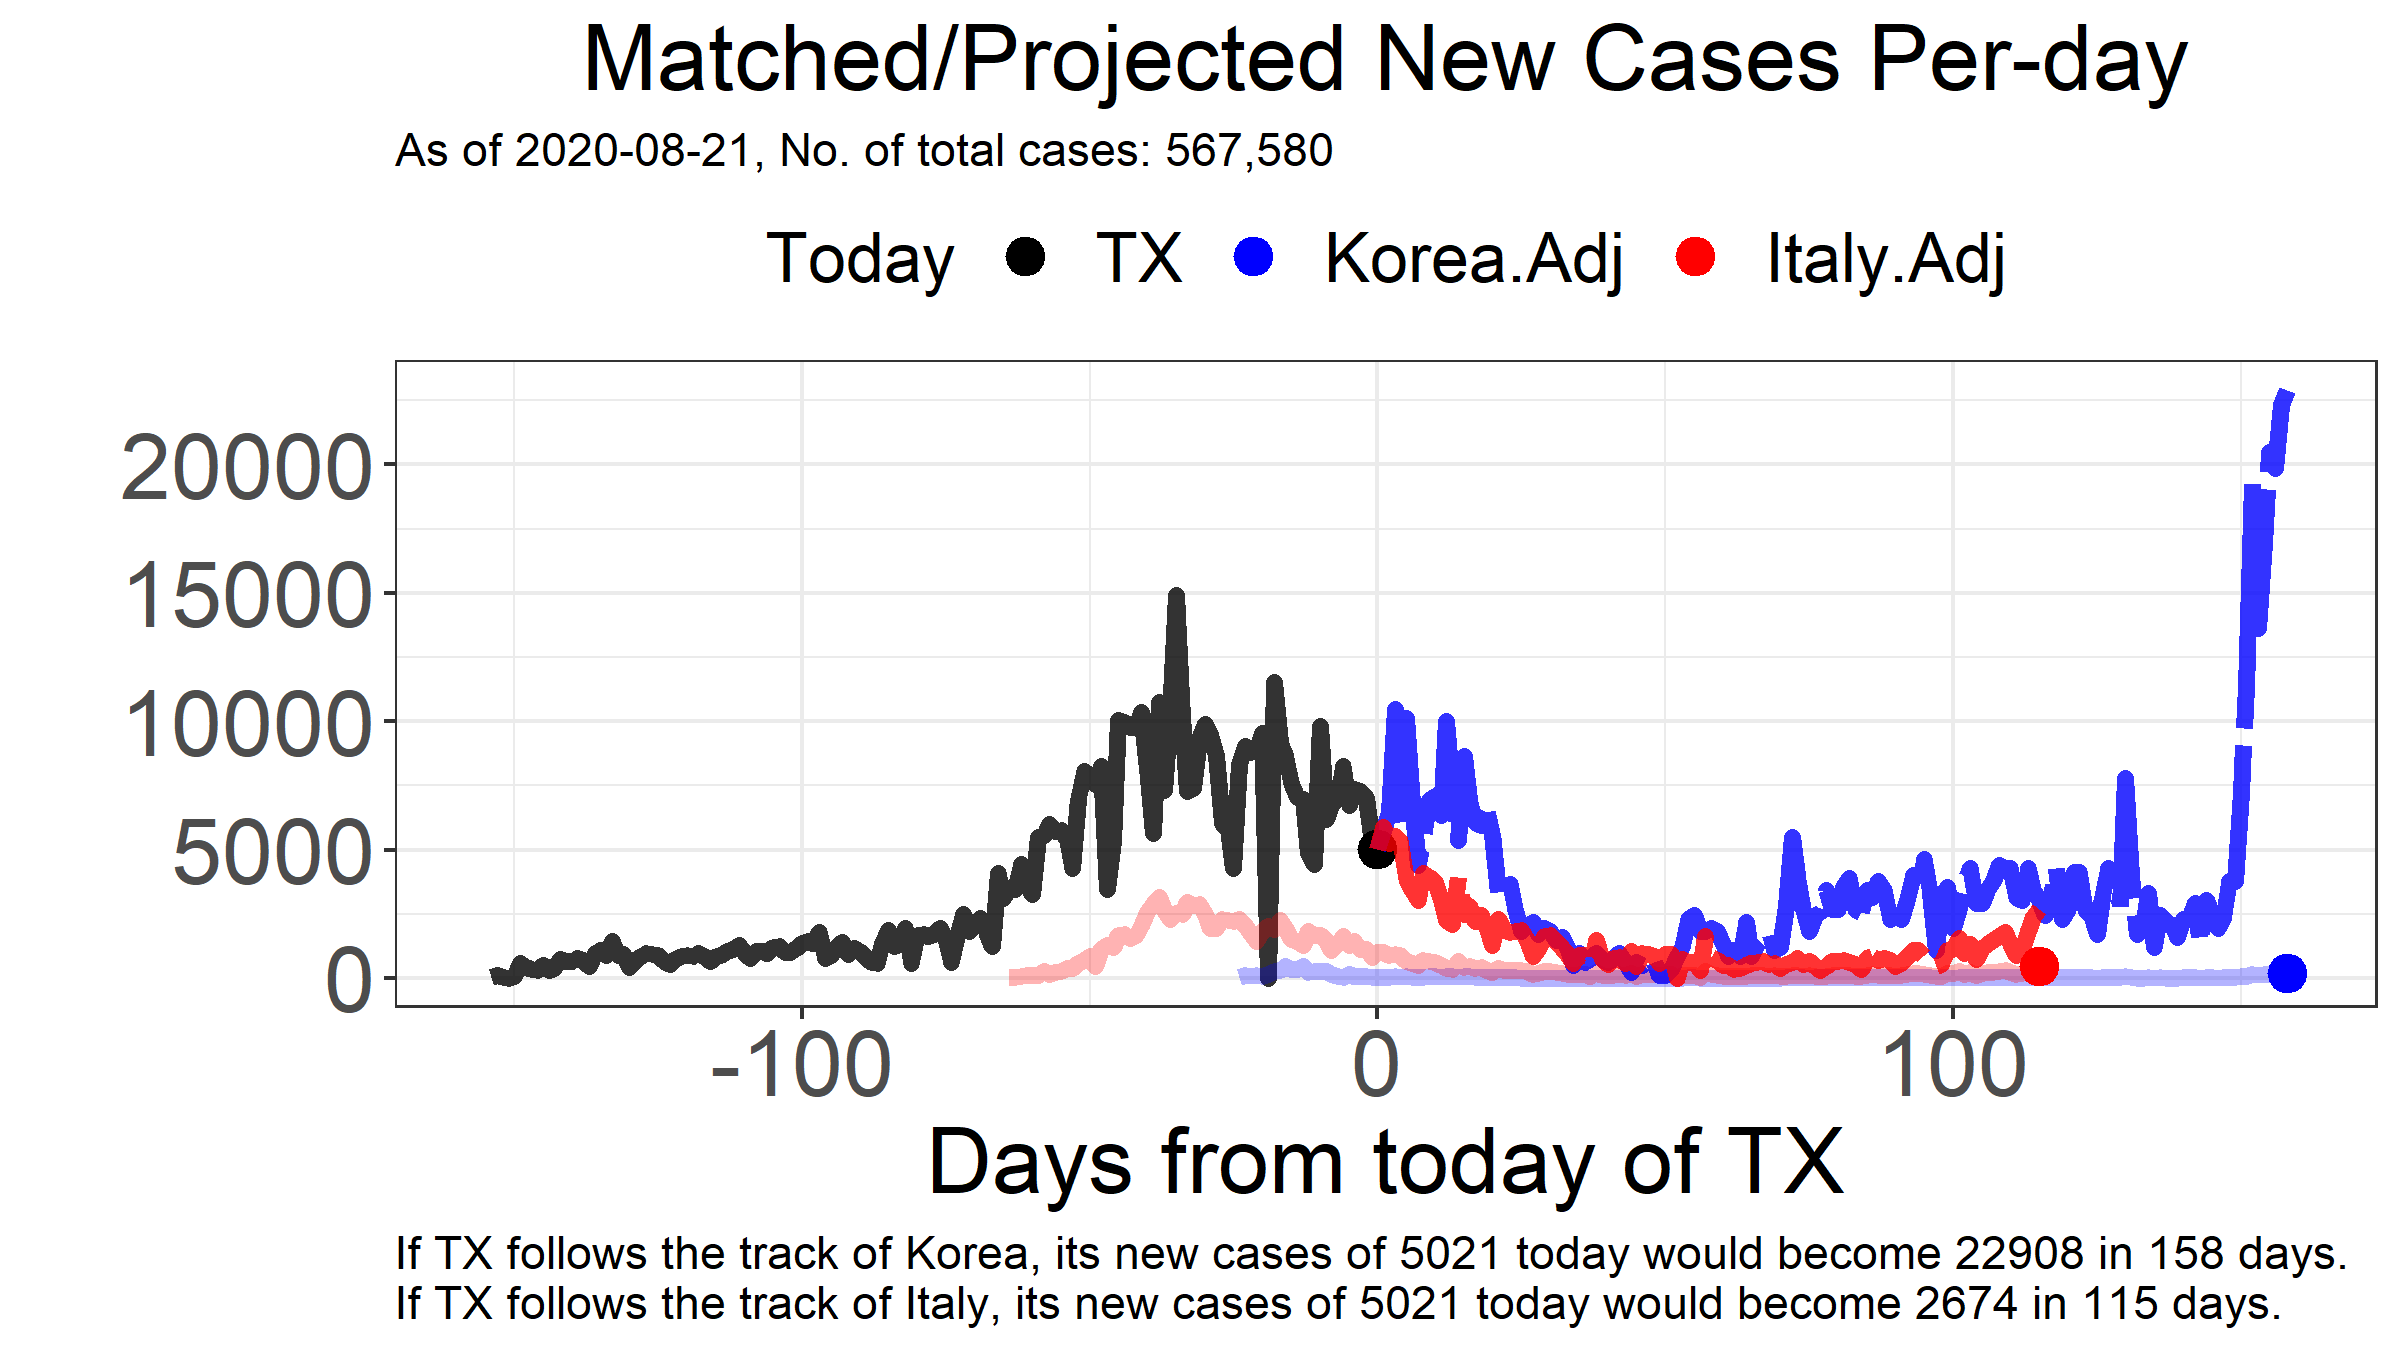 Matched/Projected New Cases Per-day
As of 2020-08-21, No. of total cases: 567,580
Today TX Korea.Adj Italy.Adj
20000
15000
10000
5000
0
-100 0 100
Days from today of TX
If TX follows the track of Korea, its new cases of 5021 today would become 22908 in 158 days.
If TX follows the track of Italy, its new cases of 5021 today would become 2674 in 115 days.